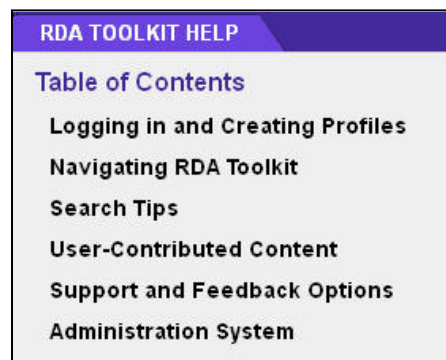 RDA TOOLKIT HELP
Table of Contents
Logging in and Creating Profiles
Navigating RDA Toolkit
Search Tips
User-Contributed Content
Support and Feedback Options
Administration System